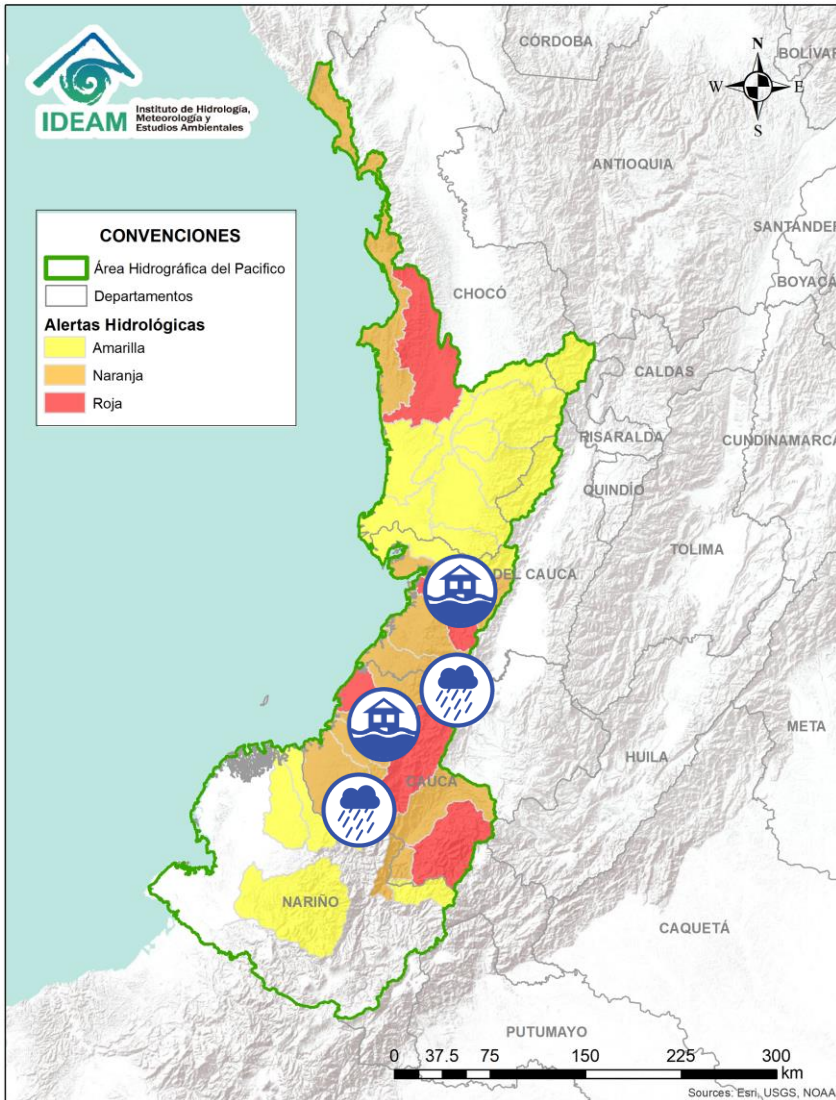 IDEAM
Instituto de Hidrología,
Meteorología y
Estudios Ambientales
CÓRDOBA
BOLÍVAR
N
W
E
S
ANTIOQUIA
SANTANDER
BOYACÁ
CONVENCIONES
Área Hidrográfica del Pacifico
Departamentos
Alertas Hidrológicas
Amarilla
Naranja
Roja
CHOCÓ
CALDAS
RISARALDA
CUNDINAMARCA
QUINDÍO
TOLIMA
DEL CAUCA
META
HUILA
CAUCA
NARIÑO
CAQUETÁ
PUTUMAYO
0 37.5 75 150 225 300
km
Sources: Esri, USGS, NOAA